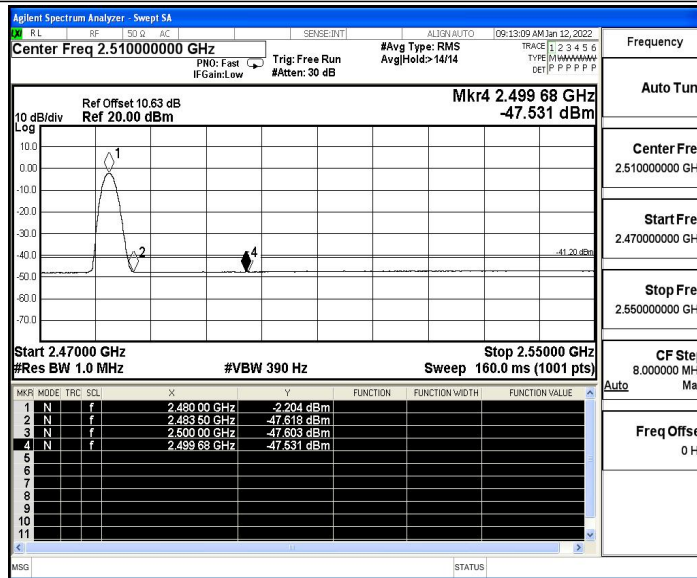 Agilent Spectrum Analyzer - Swept SA
RL RF 50 Ω AC SENSE:INT ALIGN AUTO 09:13:09 AM Jan 12, 2022
Center Freq 2.510000000 GHz
PNO: Fast
IFGain:Low
Trig: Free Run
#Atten: 30 dB
#Avg Type: RMS
Avg|Hold:>14/14
TRACE 1 2 3 4 5 6
TYPE M
DET P P P P P P
Ref Offset 10.63 dB
Ref 20.00 dBm
10 dB/div
Log
Mkr4 2.499 68 GHz
-47.531 dBm
10.0
0.00
-10.0
-20.0
-30.0
-40.0
-50.0
-60.0
-70.0
1
2
4
-41.20 dBm
Start 2.47000 GHz
Stop 2.55000 GHz
#Res BW 1.0 MHz
#VBW 390 Hz
Sweep 160.0 ms (1001 pts)
MKR MODE TRC SCL X Y FUNCTION FUNCTION WIDTH FUNCTION VALUE
1 N f 2.480 00 GHz -2.204 dBm
2 N f 2.483 50 GHz -47.618 dBm
3 N f 2.500 00 GHz -47.603 dBm
4 N f 2.499 68 GHz -47.531 dBm
5
6
7
8
9
10
11
MSG
STATUS
Frequency
Auto Tun
Center Fre
2.510000000 GH
Start Fre
2.470000000 GH
Stop Fre
2.550000000 GH
CF Ste
8.000000 MH
Auto Ma
Freq Offse
0 H